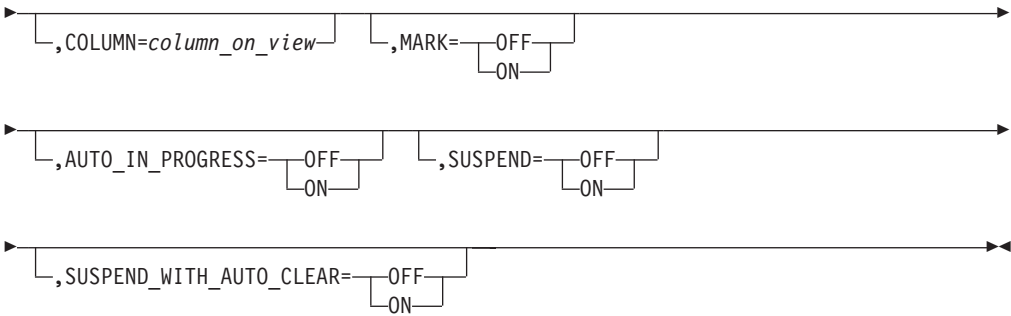 ,COLUMN=column_on_view ,MARK= OFF
ON
,AUTO_IN_PROGRESS= OFF ,SUSPEND= OFF
ON ON
,SUSPEND_WITH_AUTO_CLEAR= OFF
ON